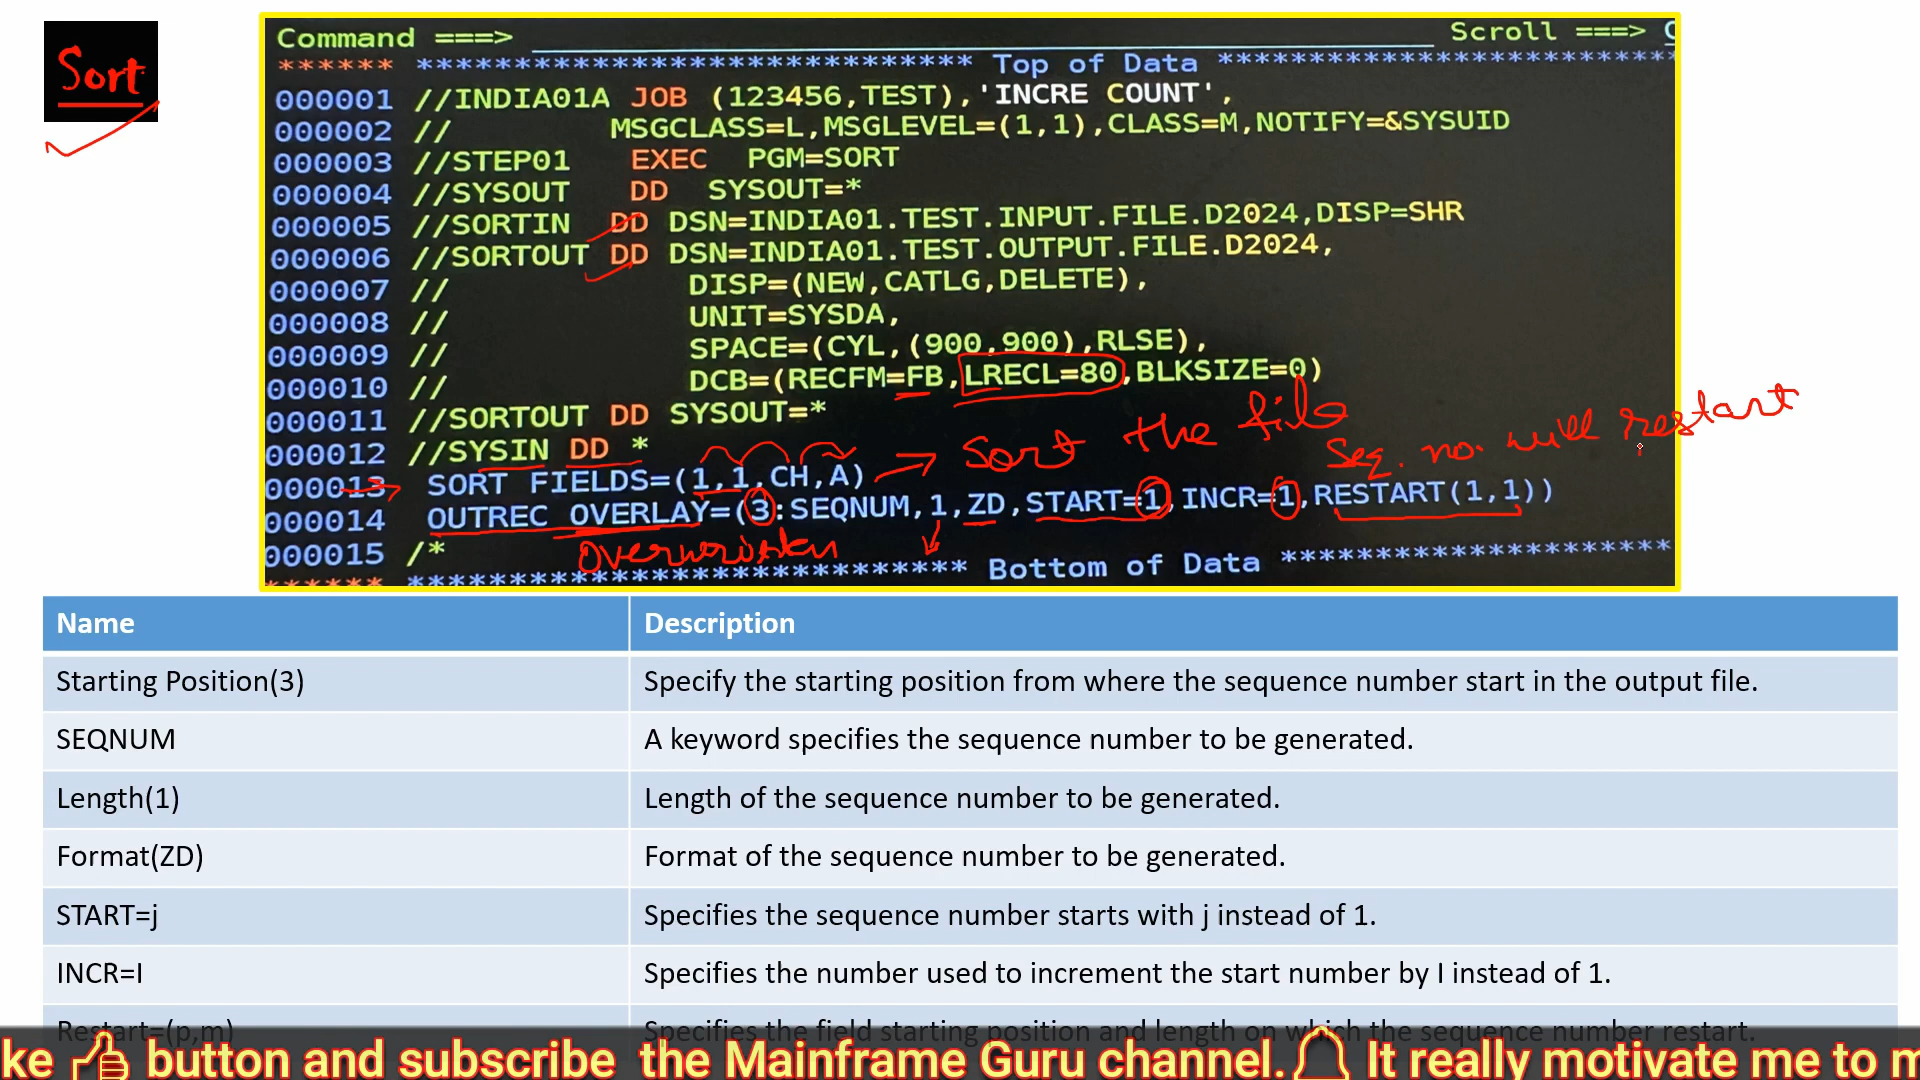 Sort
Command ===>
Scroll ===> C
****** **************************** Top of Data ************************
000001 //INDIA01A JOB (123456,TEST),'INCRE COUNT',
000002 // MSGCLASS=L,MSGLEVEL=(1,1),CLASS=M,NOTIFY=&SYSUID
000003 //STEP01 EXEC PGM=SORT
000004 //SYSOUT DD SYSOUT=*
000005 //SORTIN DD DSN=INDIA01.TEST.INPUT.FILE.D2024,DISP=SHR
000006 //SORTOUT DD DSN=INDIA01.TEST.OUTPUT.FILE.D2024,
000007 // DISP=(NEW,CATLG,DELETE),
000008 // UNIT=SYSDA,
000009 // SPACE=(CYL,(900,900),RLSE),
000010 // DCB=(RECFM=FB,LRECL=80,BLKSIZE=0)
000011 //SORTOUT DD SYSOUT=*
000012 //SYSIN DD *
Sort the file
Seq. no. will restart
000013 SORT FIELDS=(1,1,CH,A)
000014 OUTREC OVERLAY=(3:SEQNUM,1,ZD,START=1,INCR=1,RESTART(1,1))
000015 /*
Overwritten
****** **************************** Bottom of Data ********************
Name Description
Starting Position(3) Specify the starting position from where the sequence number start in the output file.
SEQNUM A keyword specifies the sequence number to be generated.
Length(1) Length of the sequence number to be generated.
Format(ZD) Format of the sequence number to be generated.
START=j Specifies the sequence number starts with j instead of 1.
INCR=I Specifies the number used to increment the start number by I instead of 1.
Restart=(p,m) Specifies the field starting position and length on which the sequence number restart.
ke 👍 button and subscribe the Mainframe Guru channel.🔔 It really motivate me to m